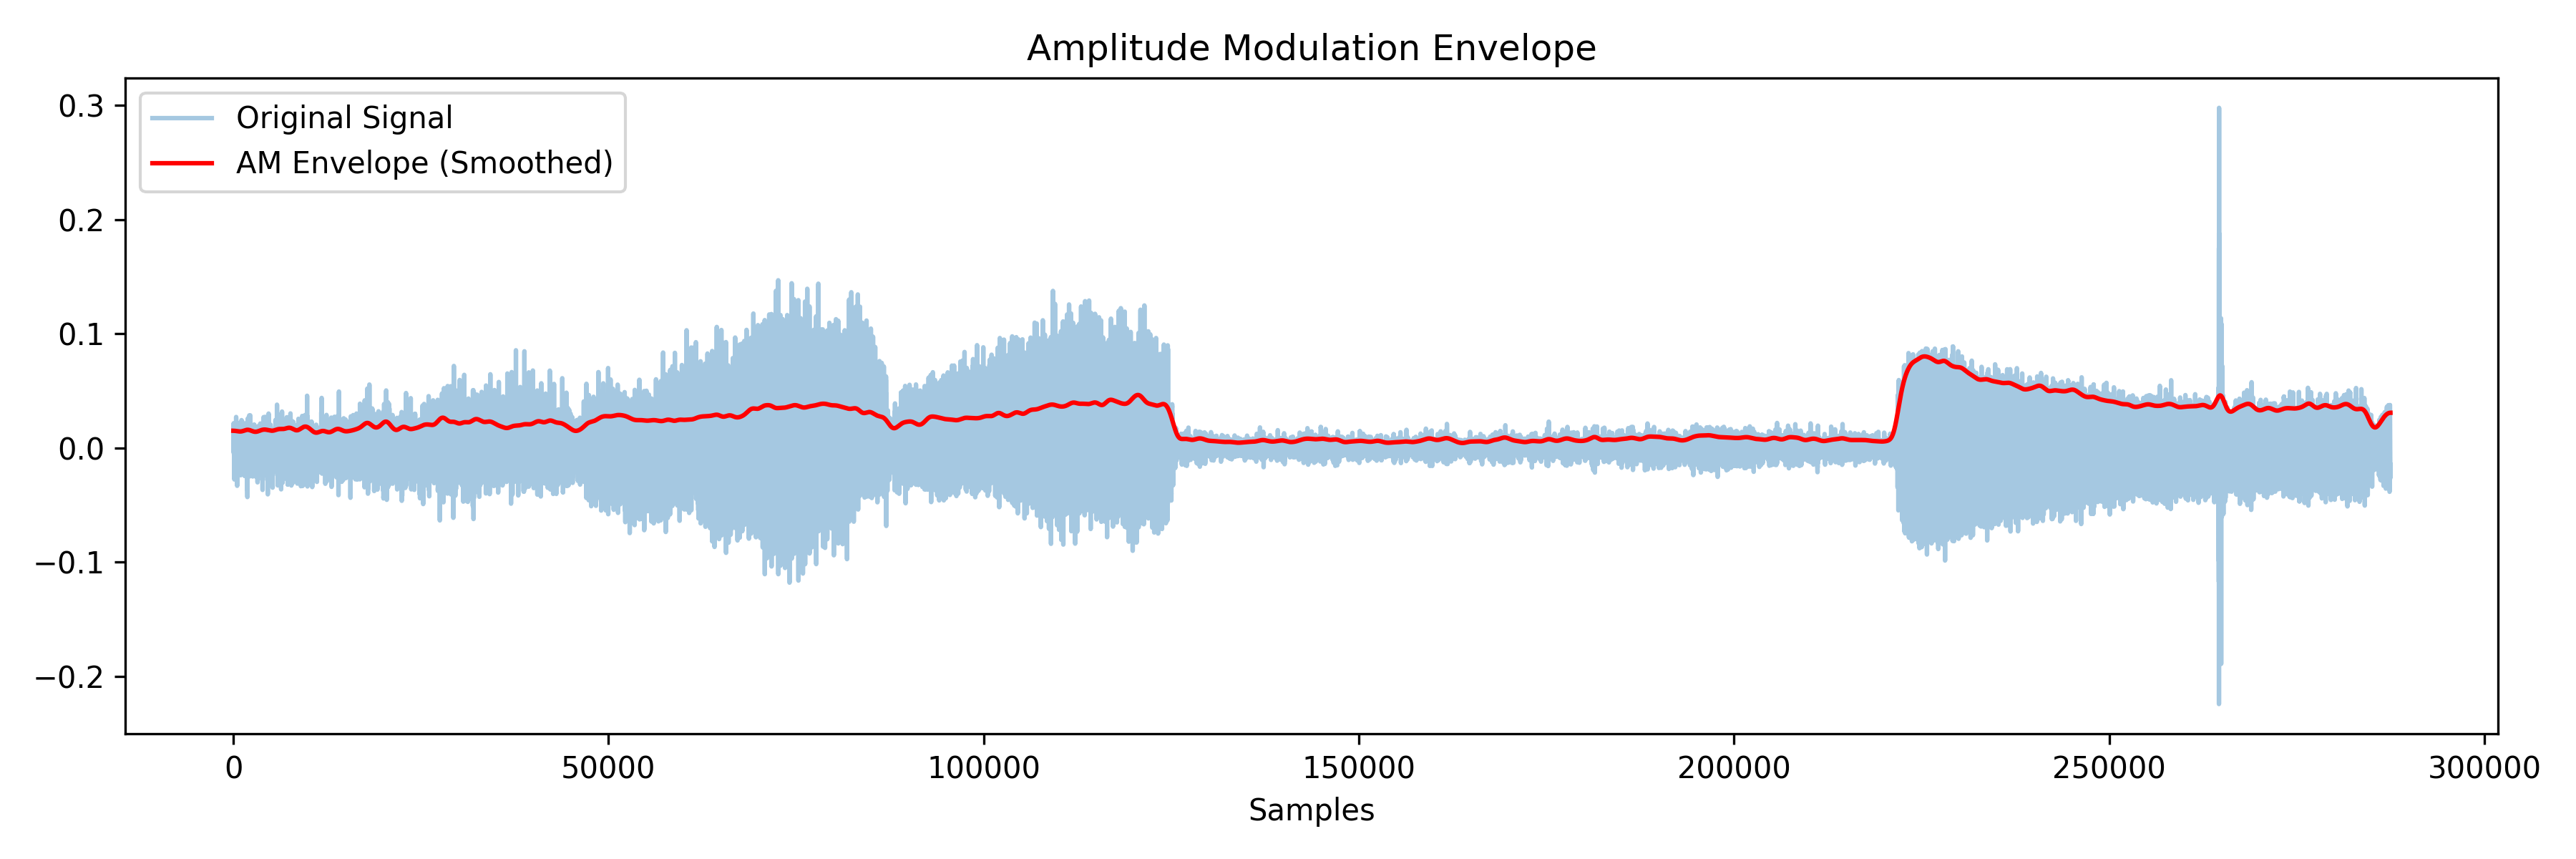 Amplitude Modulation Envelope
Original Signal
AM Envelope (Smoothed)
0.3
0.2
0.1
0.0
−0.1
−0.2
0 50000 100000 150000 200000 250000 300000
Samples